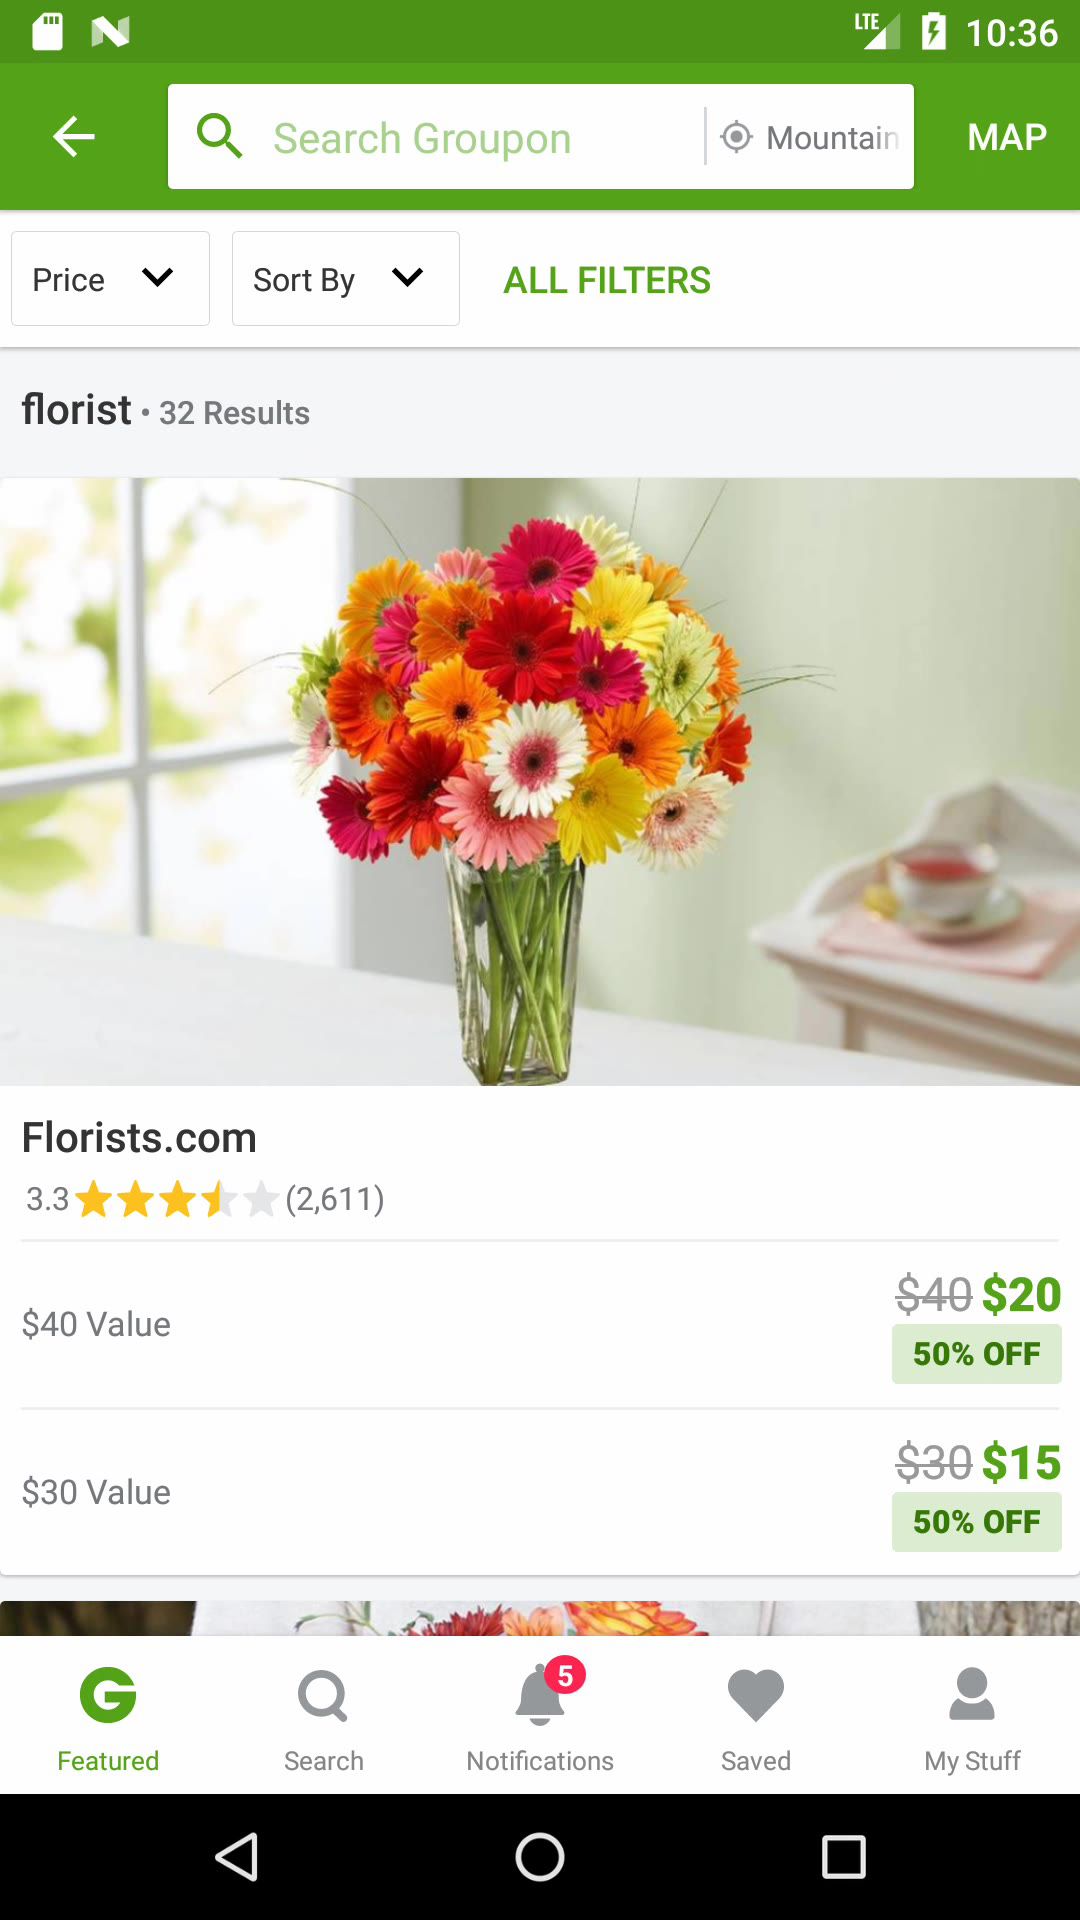 LTE 10:36
Search Groupon Mountain MAP
Price Sort By ALL FILTERS
florist • 32 Results
Florists.com
3.3 (2,611)
$40 Value $40 $20
50% OFF
$30 Value $30 $15
50% OFF
5
Featured Search Notifications Saved My Stuff